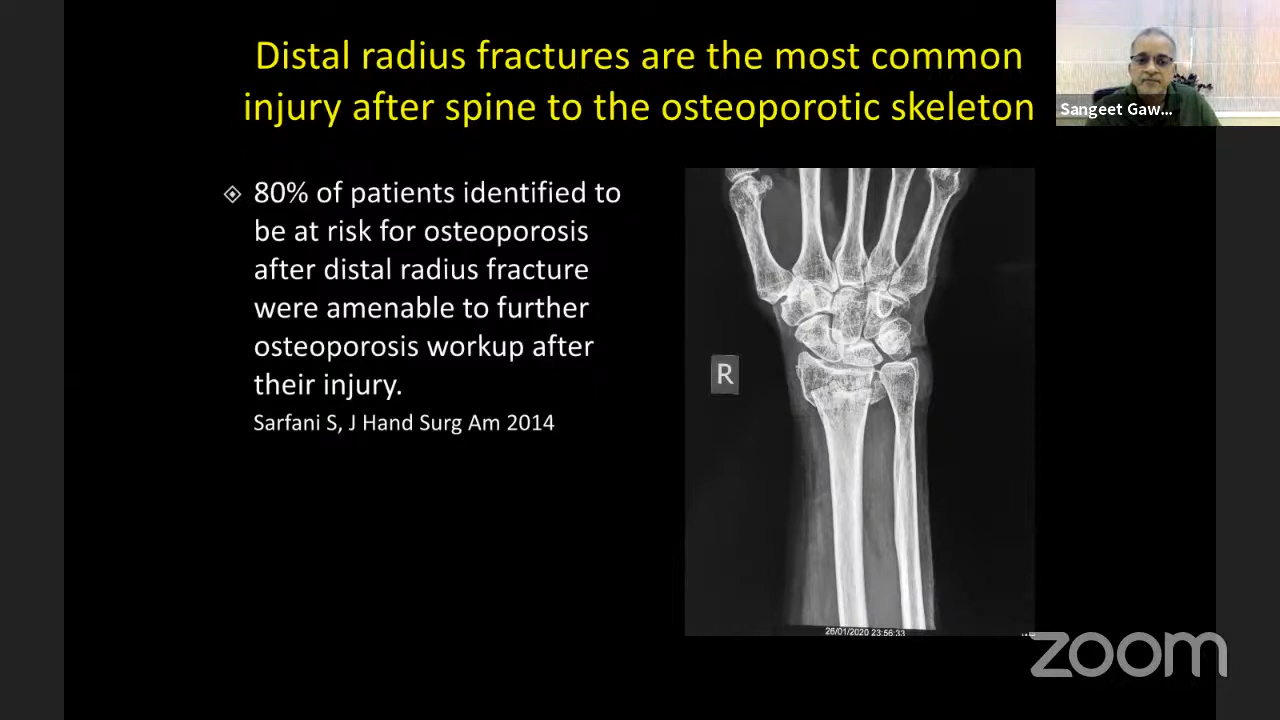 Distal radius fractures are the most common
injury after spine to the osteoporotic skeleton
Sangeet Gaw...
80% of patients identified to
be at risk for osteoporosis
after distal radius fracture
were amenable to further
osteoporosis workup after
their injury.
Sarfani S, J Hand Surg Am 2014
R
26/01/2020 23:56:33
zoom